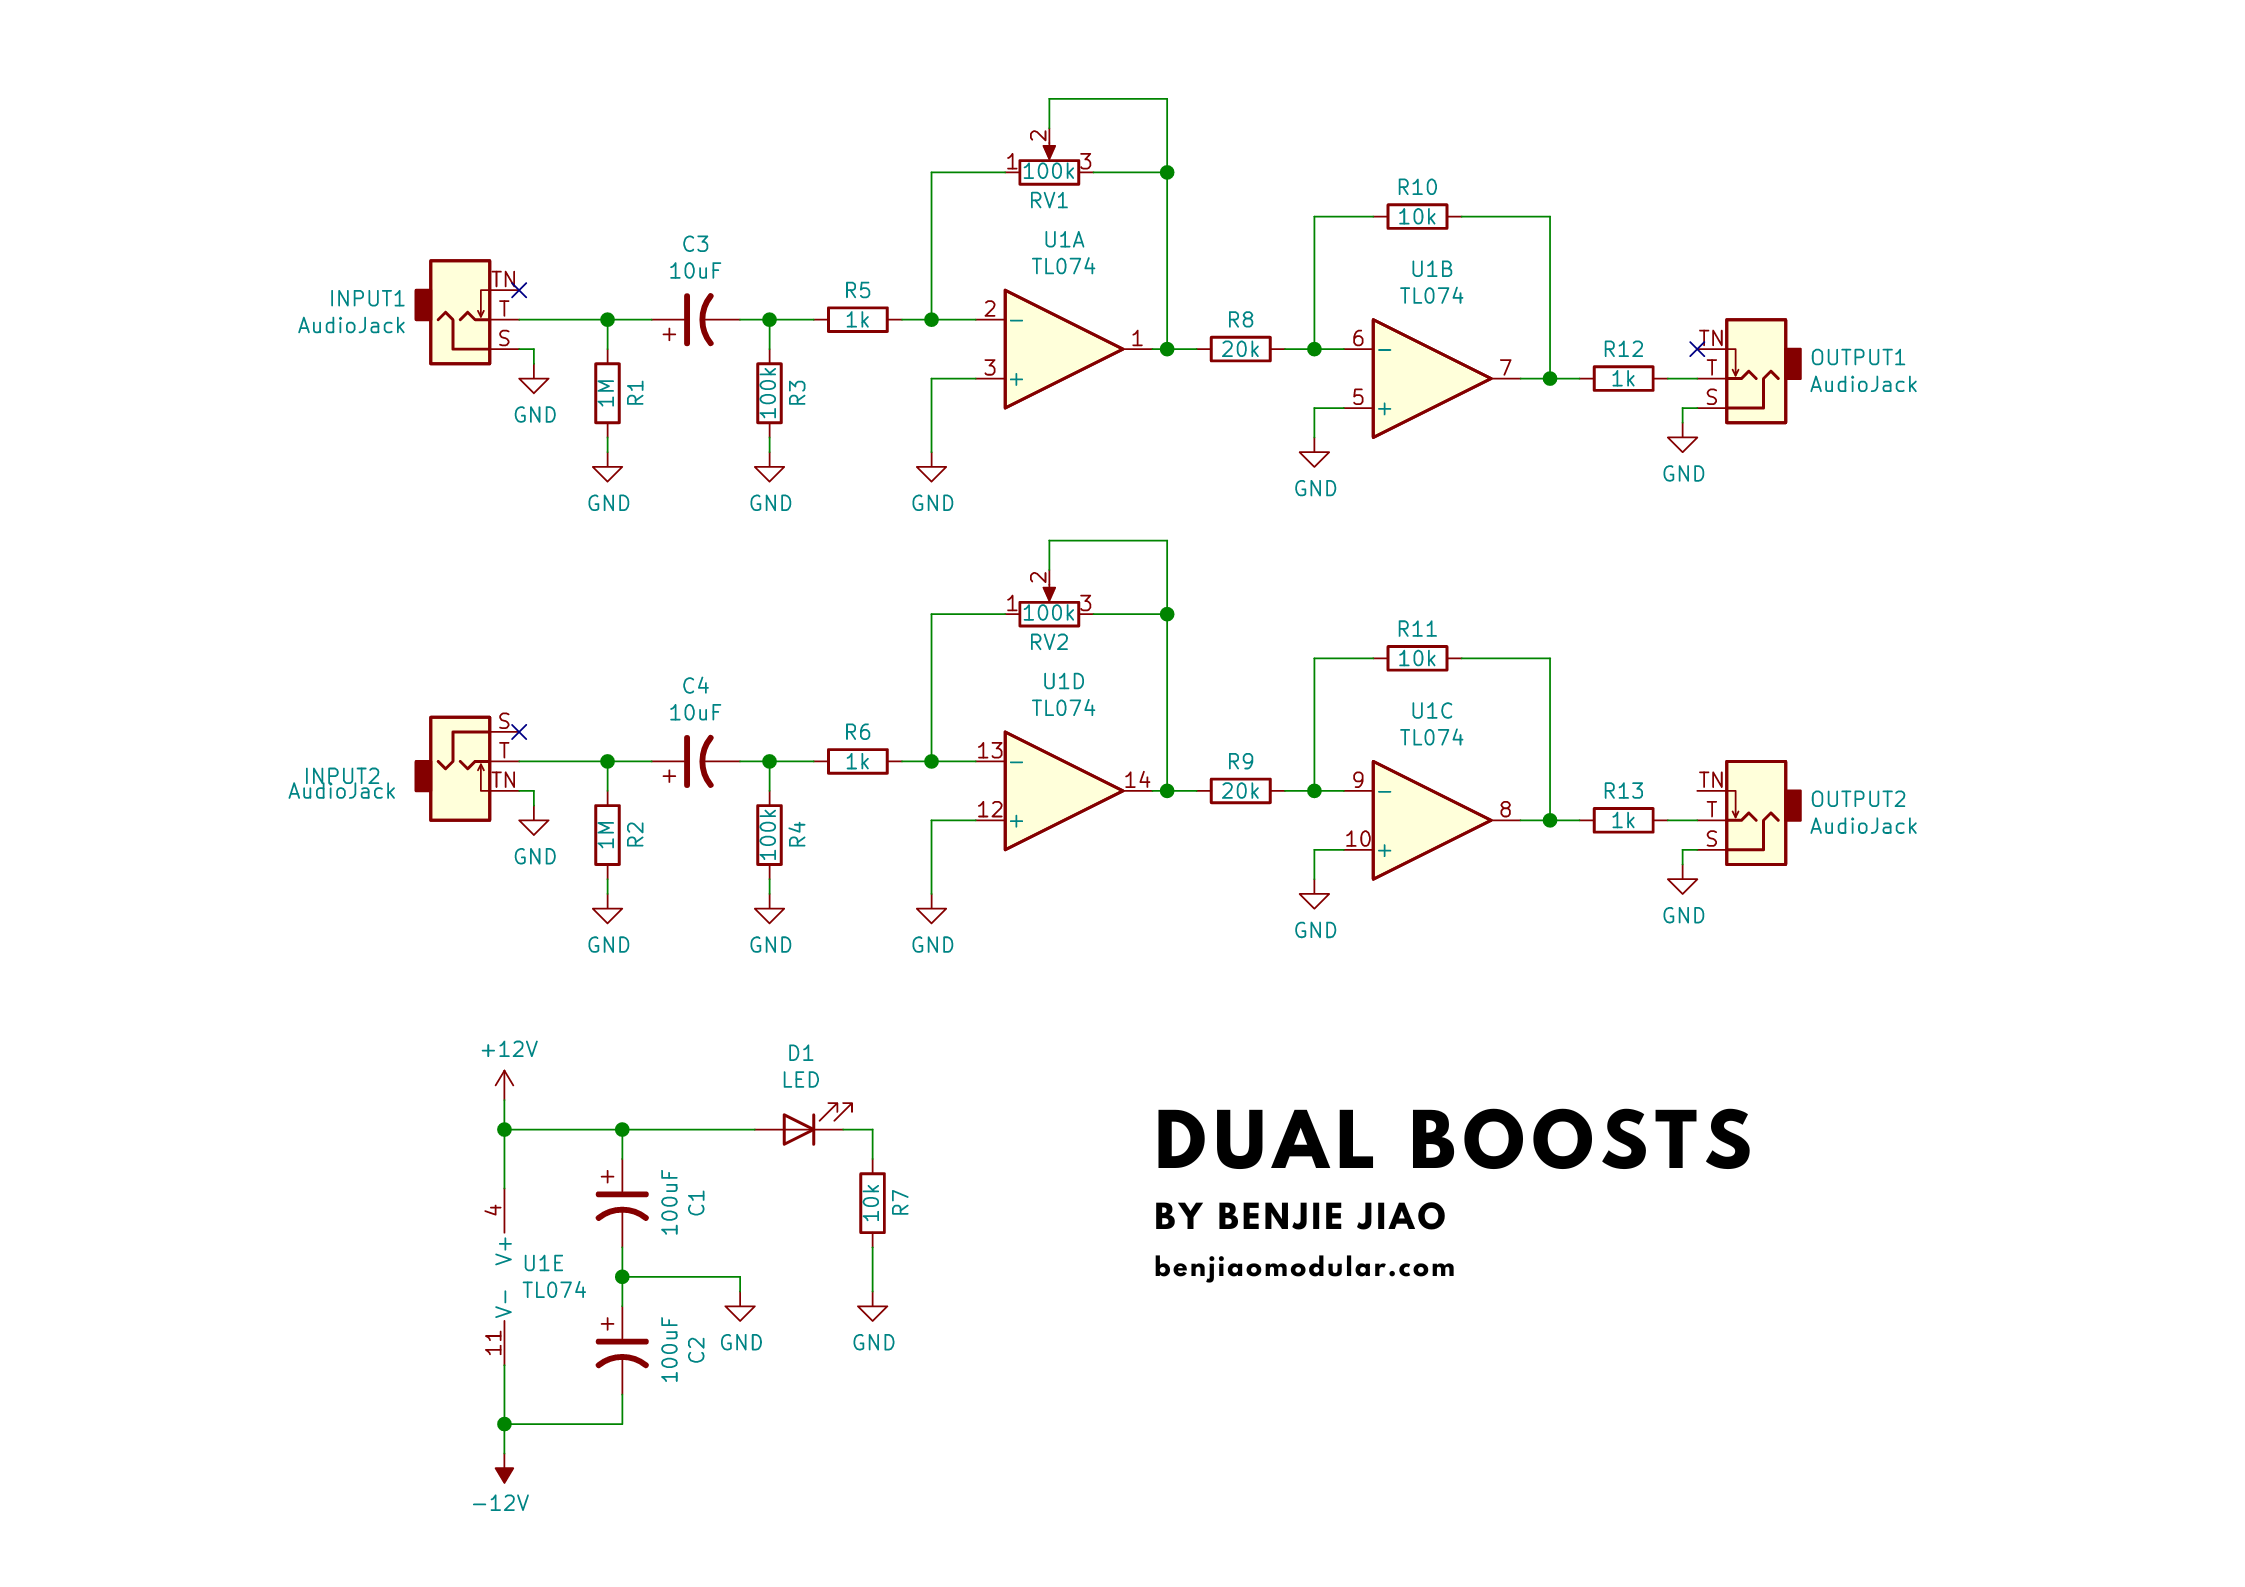 2
1 100k 3
RV1
R10
10k
U1A
TL074
C3
10uF
U1B
TL074
INPUT1
AudioJack
TN
T
S
GND
+
R5
1k
2
−
1
3
+
R8
20k
6
−
7
5
+
R12
1k
TN
T
S
OUTPUT1
AudioJack
1M
R1
100k
R3
GND
GND
GND
GND
GND
2
1 100k 3
RV2
R11
10k
U1D
TL074
C4
10uF
U1C
TL074
INPUT2
AudioJack
S
T
TN
GND
+
R6
1k
13
−
14
12
+
R9
20k
9
−
8
10
+
R13
1k
TN
T
S
OUTPUT2
AudioJack
1M
R2
100k
R4
GND
GND
GND
GND
GND
+12V
D1
LED
4
V+
U1E
TL074
V−
11
+
100uF
C1
10k
R7
+
100uF
C2
GND
GND
−12V
DUAL BOOSTS
BY BENJIE JIAO
benjiaomodular.com